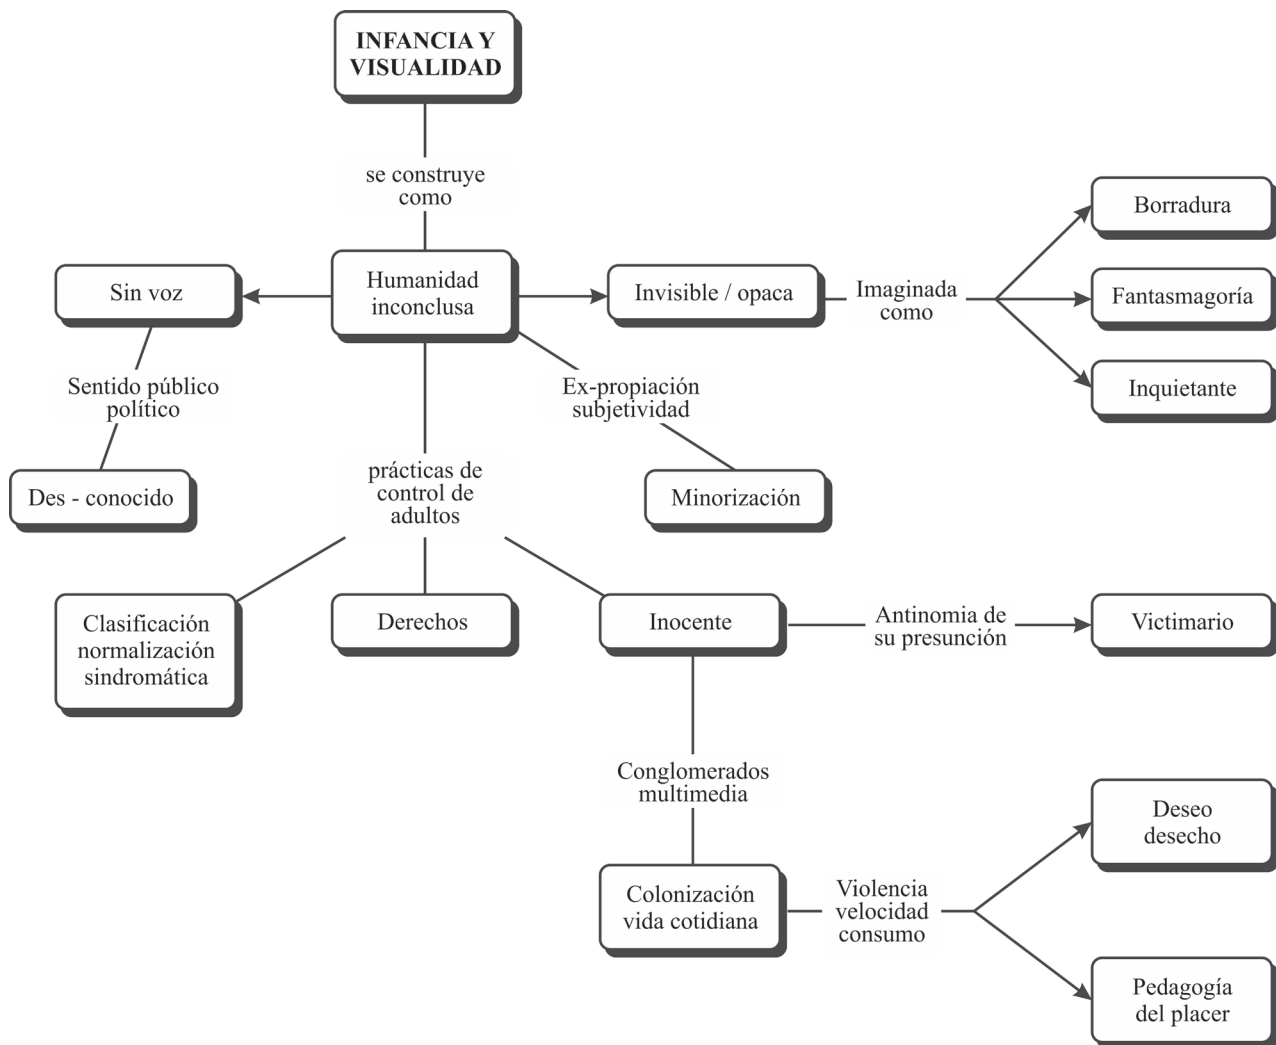 INFANCIA Y
VISUALIDAD
se construye
como
Borradura
Sin voz
Humanidad
inconclusa
Invisible / opaca
Imaginada
como
Fantasmagoría
Inquietante
Sentido público
político
Ex-propiación
subjetividad
Des - conocido
prácticas de
control de
adultos
Minorización
Clasificación
normalización
sindromática
Derechos
Inocente
Antinomia de
su presunción
Victimario
Conglomerados
multimedia
Deseo
desecho
Colonización
vida cotidiana
Violencia
velocidad
consumo
Pedagogía
del placer